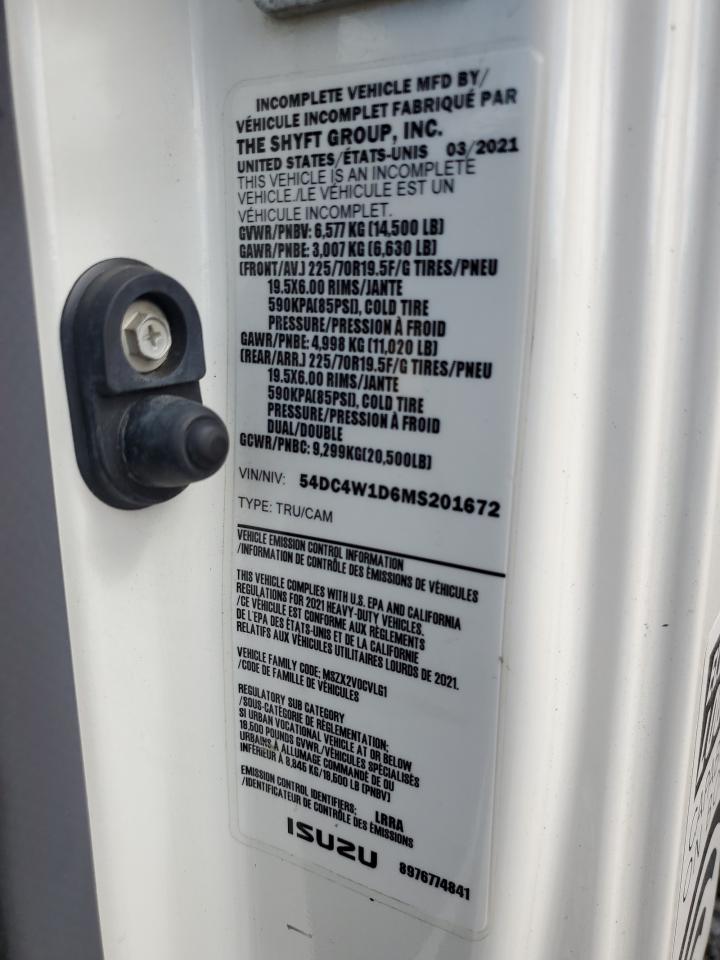 INCOMPLETE VEHICLE MFD BY/
VÉHICULE INCOMPLET FABRIQUÉ PAR
THE SHYFT GROUP, INC.
UNITED STATES/ÉTATS-UNIS 03/2021
THIS VEHICLE IS AN INCOMPLETE
VEHICLE./LE VÉHICULE EST UN
VÉHICULE INCOMPLET.
GVWR/PNBV: 6,577 KG (14,500 LB)
GAWR/PNBE: 3,007 KG (6,630 LB)
(FRONT/AV.) 225/70R19.5F/G TIRES/PNEU
19.5X6.00 RIMS/JANTE
590KPA(85PSI), COLD TIRE
PRESSURE/PRESSION À FROID
GAWR/PNBE: 4,998 KG (11,020 LB)
(REAR/ARR.) 225/70R19.5F/G TIRES/PNEU
19.5X6.00 RIMS/JANTE
590KPA(85PSI), COLD TIRE
PRESSURE/PRESSION À FROID
DUAL/DOUBLE
GCWR/PNBC: 9,299KG(20,500LB)
VIN/NIV: 54DC4W1D6MS201672
TYPE: TRU/CAM
VEHICLE EMISSION CONTROL INFORMATION
/INFORMATION DE CONTRÔLE DES ÉMISSIONS DE VÉHICULES
THIS VEHICLE COMPLIES WITH U.S. EPA AND CALIFORNIA
REGULATIONS FOR 2021 HEAVY-DUTY VEHICLES.
/CE VÉHICULE EST CONFORME AUX RÈGLEMENTS
DE L'EPA DES ÉTATS-UNIS ET DE LA CALIFORNIE
RELATIFS AUX VÉHICULES UTILITAIRES LOURDS DE 2021.
VEHICLE FAMILY CODE: MSZX2VOCVLG1
/CODE DE FAMILLE DE VÉHICULES
REGULATORY SUB CATEGORY
/SOUS-CATÉGORIE DE RÈGLEMENTATION:
SI URBAN VOCATIONAL VEHICLE AT OR BELOW
18,600 POUNDS GVWR/VÉHICULES SPÉCIALISÉS
URBAINS À ALLUMAGE COMMANDÉ DE OU
INFÉRIEUR À 8,845 KG/18,600 LB (PNBV)
EMISSION CONTROL IDENTIFIERS: LRRA
/IDENTIFICATEUR DE CONTRÔLE DES ÉMISSIONS
ISUZU
8976774841